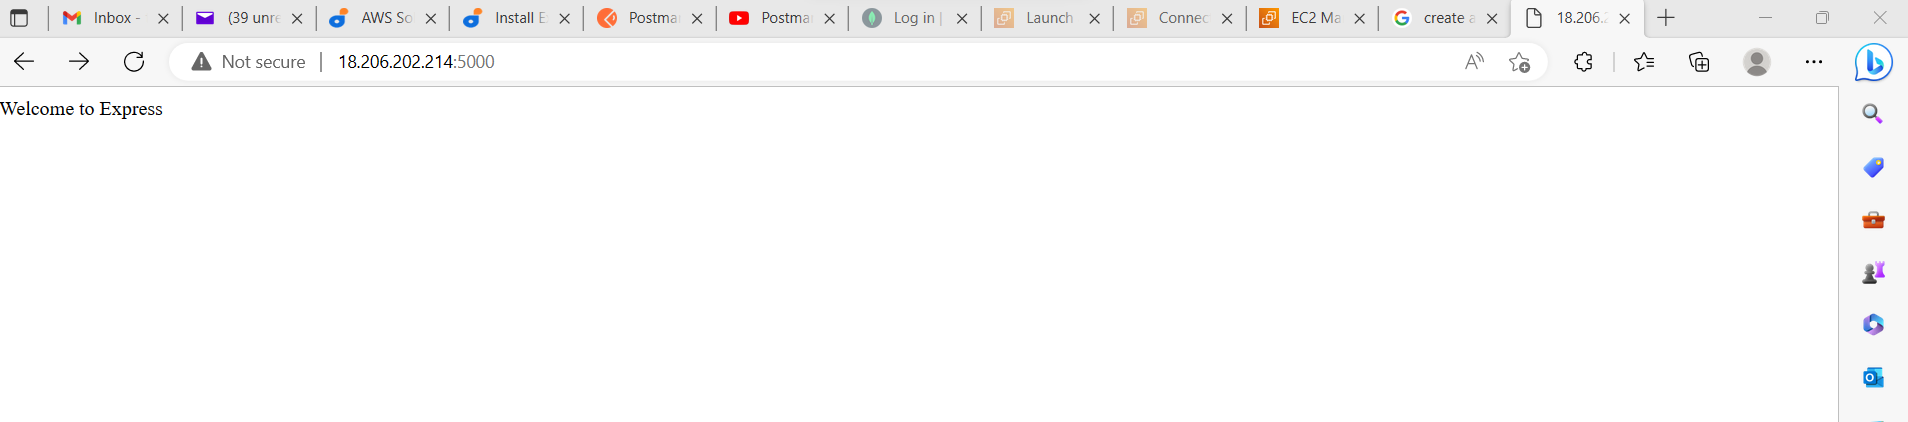 Inbox -
(39 unre
AWS So
Install E
Postma
Postma
Log in |
Launch
Connec
EC2 Ma
create a
18.206.2
Not secure | 18.206.202.214:5000
Welcome to Express